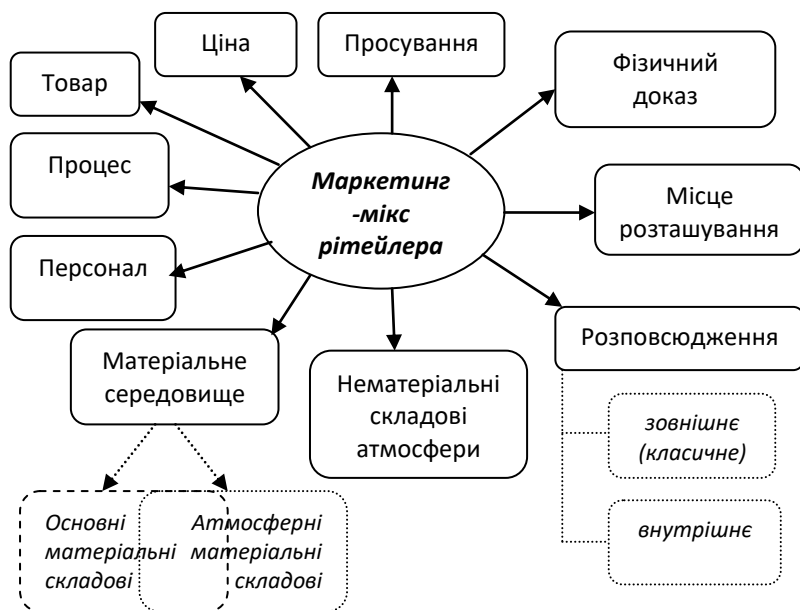 Ціна
Просування
Фізичний
доказ
Товар
Процес
Маркетинг
-мікс
рітейлера
Місце
розташування
Персонал
Розповсюдження
Матеріальне
середовище
Нематеріальні
складові
атмосфери
зовнішнє
(класичне)
внутрішнє
Основні
матеріальні
складові
Атмосферні
матеріальні
складові